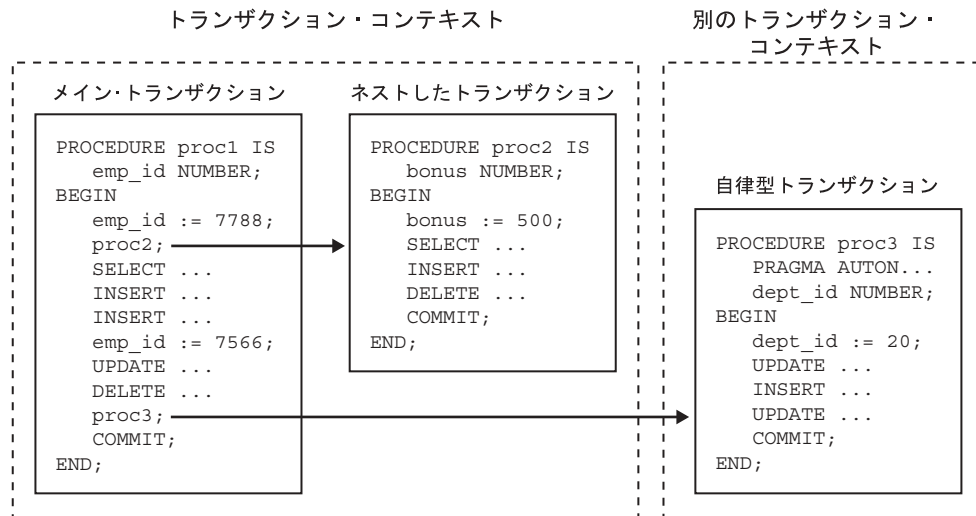 トランザクション・コンテキスト
別のトランザクション・
コンテキスト
メイン・トランザクション
PROCEDURE proc1 IS
emp_id NUMBER;
BEGIN
emp_id := 7788;
proc2;
SELECT ...
INSERT ...
INSERT ...
emp_id := 7566;
UPDATE ...
DELETE ...
proc3;
COMMIT;
END;
ネストしたトランザクション
PROCEDURE proc2 IS
bonus NUMBER;
BEGIN
bonus := 500;
SELECT ...
INSERT ...
DELETE ...
COMMIT;
END;
自律型トランザクション
PROCEDURE proc3 IS
PRAGMA AUTON...
dept_id NUMBER;
BEGIN
dept_id := 20;
UPDATE ...
INSERT ...
UPDATE ...
COMMIT;
END;